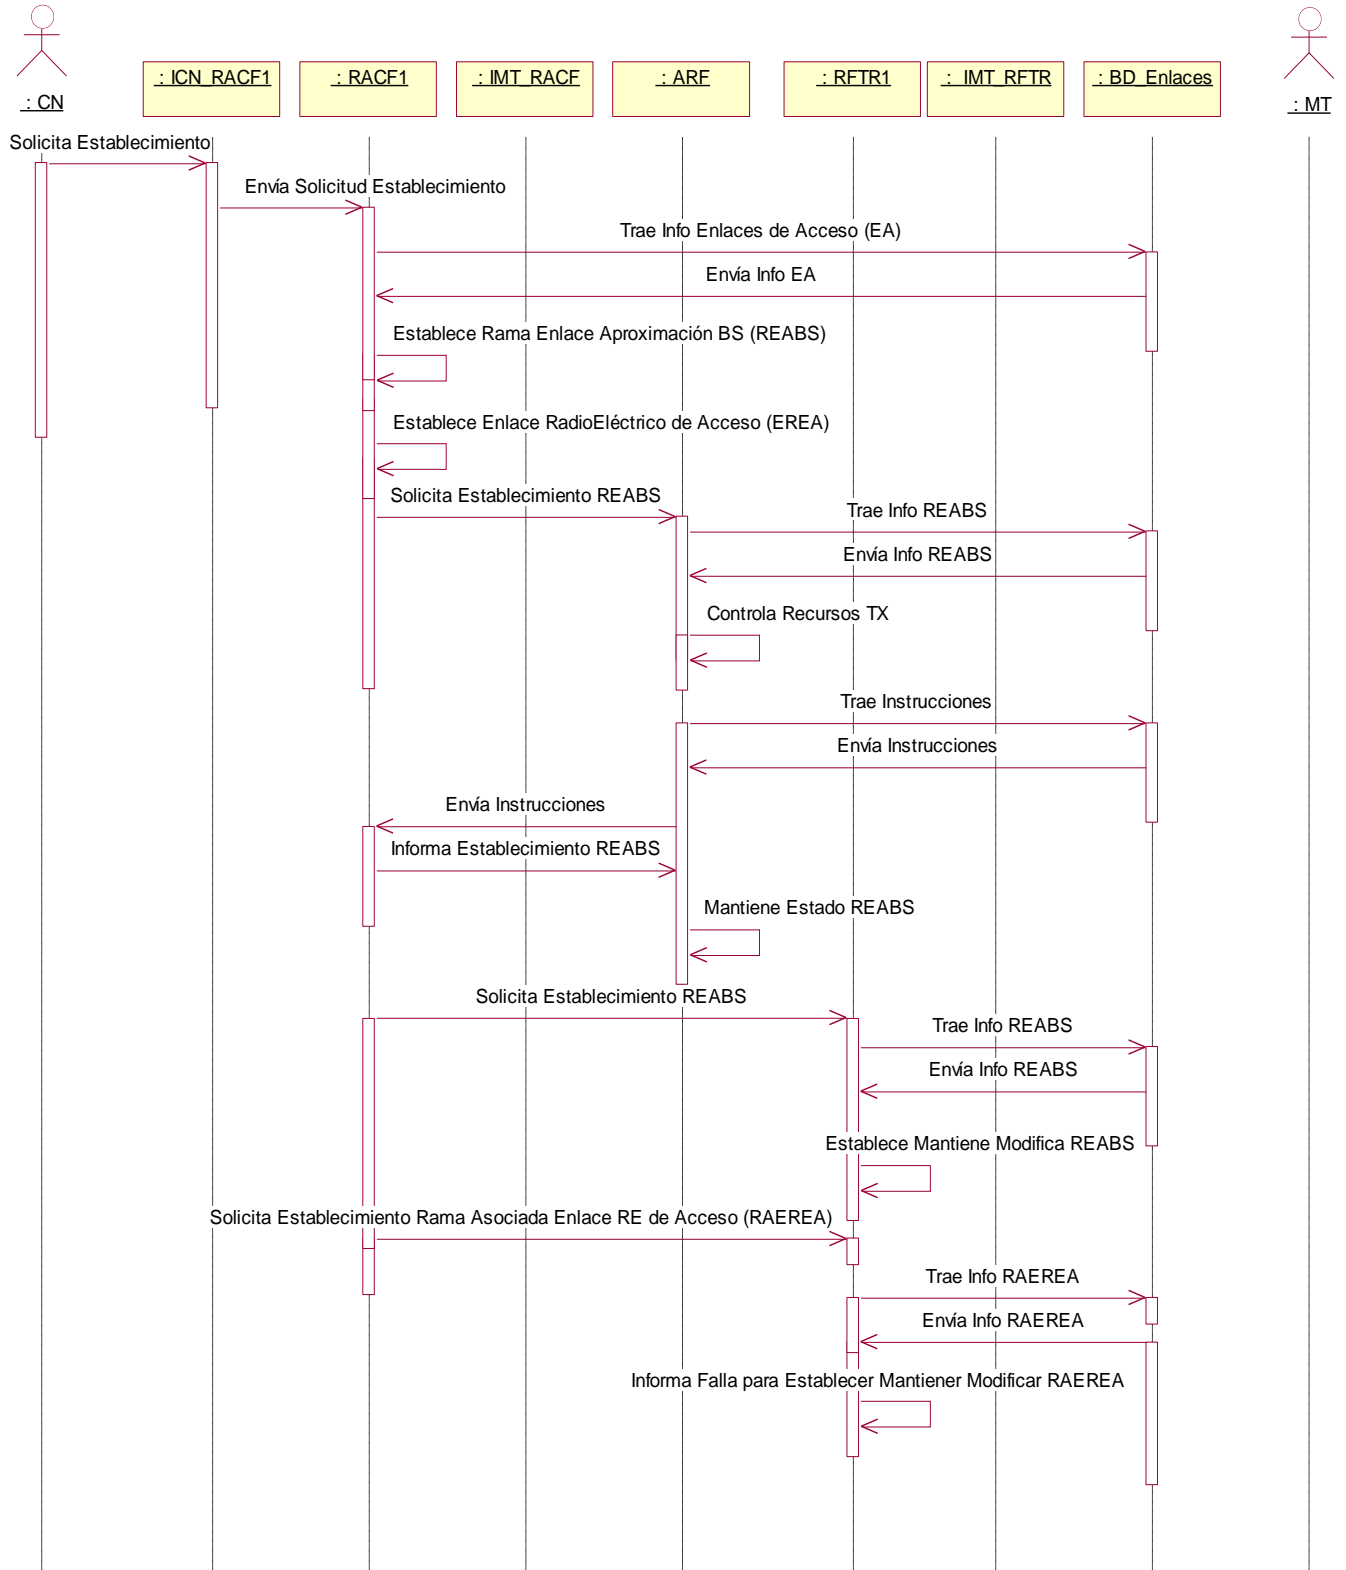 : CN
: ICN_RACF1
: RACF1
: IMT_RACF
: ARF
: RFTR1
: IMT_RFTR
: BD_Enlaces
: MT
Solicita Establecimiento
Envía Solicitud Establecimiento
Trae Info Enlaces de Acceso (EA)
Envía Info EA
Establece Rama Enlace Aproximación BS (REABS)
Establece Enlace RadioEléctrico de Acceso (EREA)
Solicita Establecimiento REABS
Trae Info REABS
Envía Info REABS
Controla Recursos TX
Trae Instrucciones
Envía Instrucciones
Envía Instrucciones
Informa Establecimiento REABS
Mantiene Estado REABS
Solicita Establecimiento REABS
Trae Info REABS
Envía Info REABS
Establece Mantiene Modifica REABS
Solicita Establecimiento Rama Asociada Enlace RE de Acceso (RAEREA)
Trae Info RAEREA
Envía Info RAEREA
Informa Falla para Establecer Mantener Modificar RAEREA